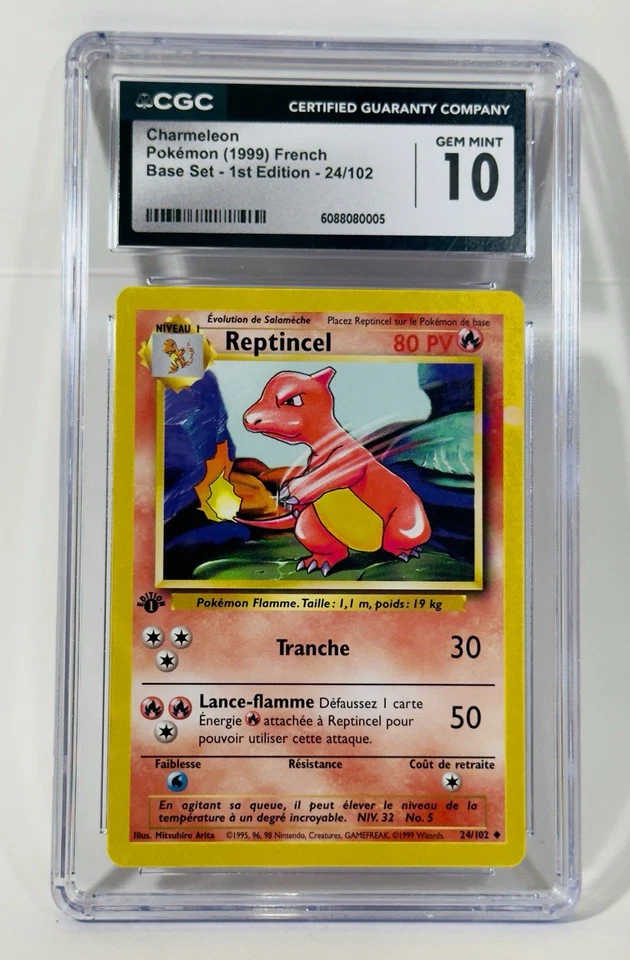 CGC CERTIFIED GUARANTY COMPANY
Charmeleon
Pokémon (1999) French
Base Set - 1st Edition - 24/102
GEM MINT
10
6088080005
Évolution de Salamèche Placez Reptincel sur le Pokémon de base
NIVEAU 1
Reptincel 80 PV
ÉDITION
1
Pokémon Flamme. Taille: 1,1 m, poids: 19 kg
Tranche 30
Lance-flamme Défaussez 1 carte
Énergie attachée à Reptincel pour
pouvoir utiliser cette attaque.
50
Faiblesse Résistance Coût de retraite
En agitant sa queue, il peut élever le niveau de la
température à un degré incroyable. NIV. 32 No. 5
Illus. Mitsuhiro Arita ©1995, 96, 98 Nintendo, Creatures, GAMEFREAK. ©1999 Wizards. 24/102